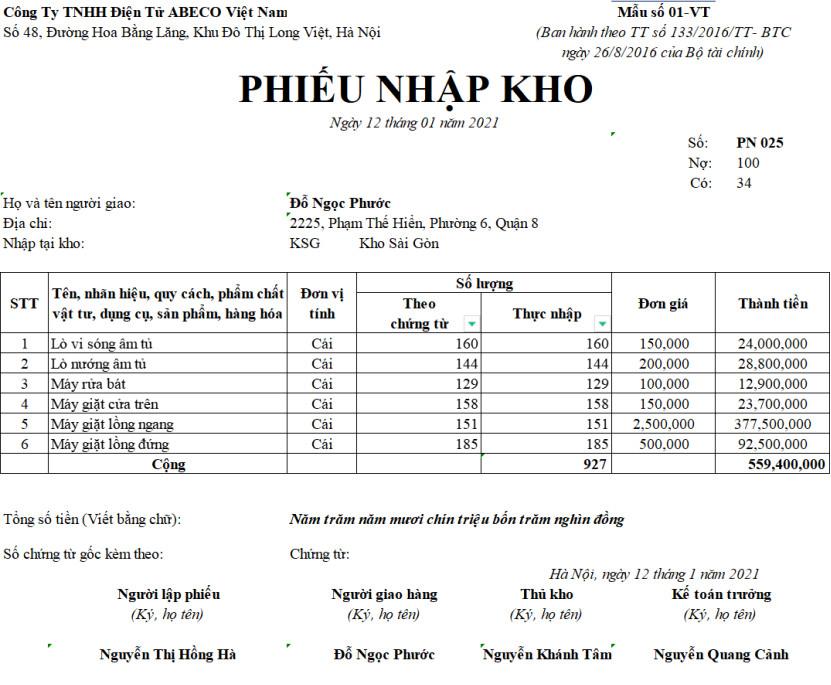 Công Ty TNHH Điện Tử ABECO Việt Nam
Mẫu số 01-VT
Số 48, Đường Hoa Bằng Lăng, Khu Đô Thị Long Việt, Hà Nội
(Ban hành theo TT số 133/2016/TT- BTC
ngày 26/8/2016 của Bộ tài chính)
PHIẾU NHẬP KHO
Ngày 12 tháng 01 năm 2021
Số: PN 025
Nợ: 100
Có: 34
Họ và tên người giao: Đỗ Ngọc Phước
Địa chỉ: 2225, Phạm Thế Hiển, Phường 6, Quận 8
Nhập tại kho: KSG Kho Sài Gòn
STT Tên, nhãn hiệu, quy cách, phẩm chất vật tư, dụng cụ, sản phẩm, hàng hóa Đơn vị tính Số lượng Đơn giá Thành tiền
Theo chứng từ Thực nhập
1 Lò vi sóng âm tủ Cái 160 160 150,000 24,000,000
2 Lò nướng âm tủ Cái 144 144 200,000 28,800,000
3 Máy rửa bát Cái 129 129 100,000 12,900,000
4 Máy giặt cửa trên Cái 158 158 150,000 23,700,000
5 Máy giặt lồng ngang Cái 151 151 2,500,000 377,500,000
6 Máy giặt lồng đứng Cái 185 185 500,000 92,500,000
Cộng 927 559,400,000
Tổng số tiền (Viết bằng chữ): Năm trăm năm mươi chín triệu bốn trăm nghìn đồng
Số chứng từ gốc kèm theo: Chứng từ:
Hà Nội, ngày 12 tháng 1 năm 2021
Người lập phiếu Người giao hàng Thủ kho Kế toán trưởng
(Ký, họ tên) (Ký, họ tên) (Ký, họ tên) (Ký, họ tên)
Nguyễn Thị Hồng Hà Đỗ Ngọc Phước Nguyễn Khánh Tâm Nguyễn Quang Cảnh